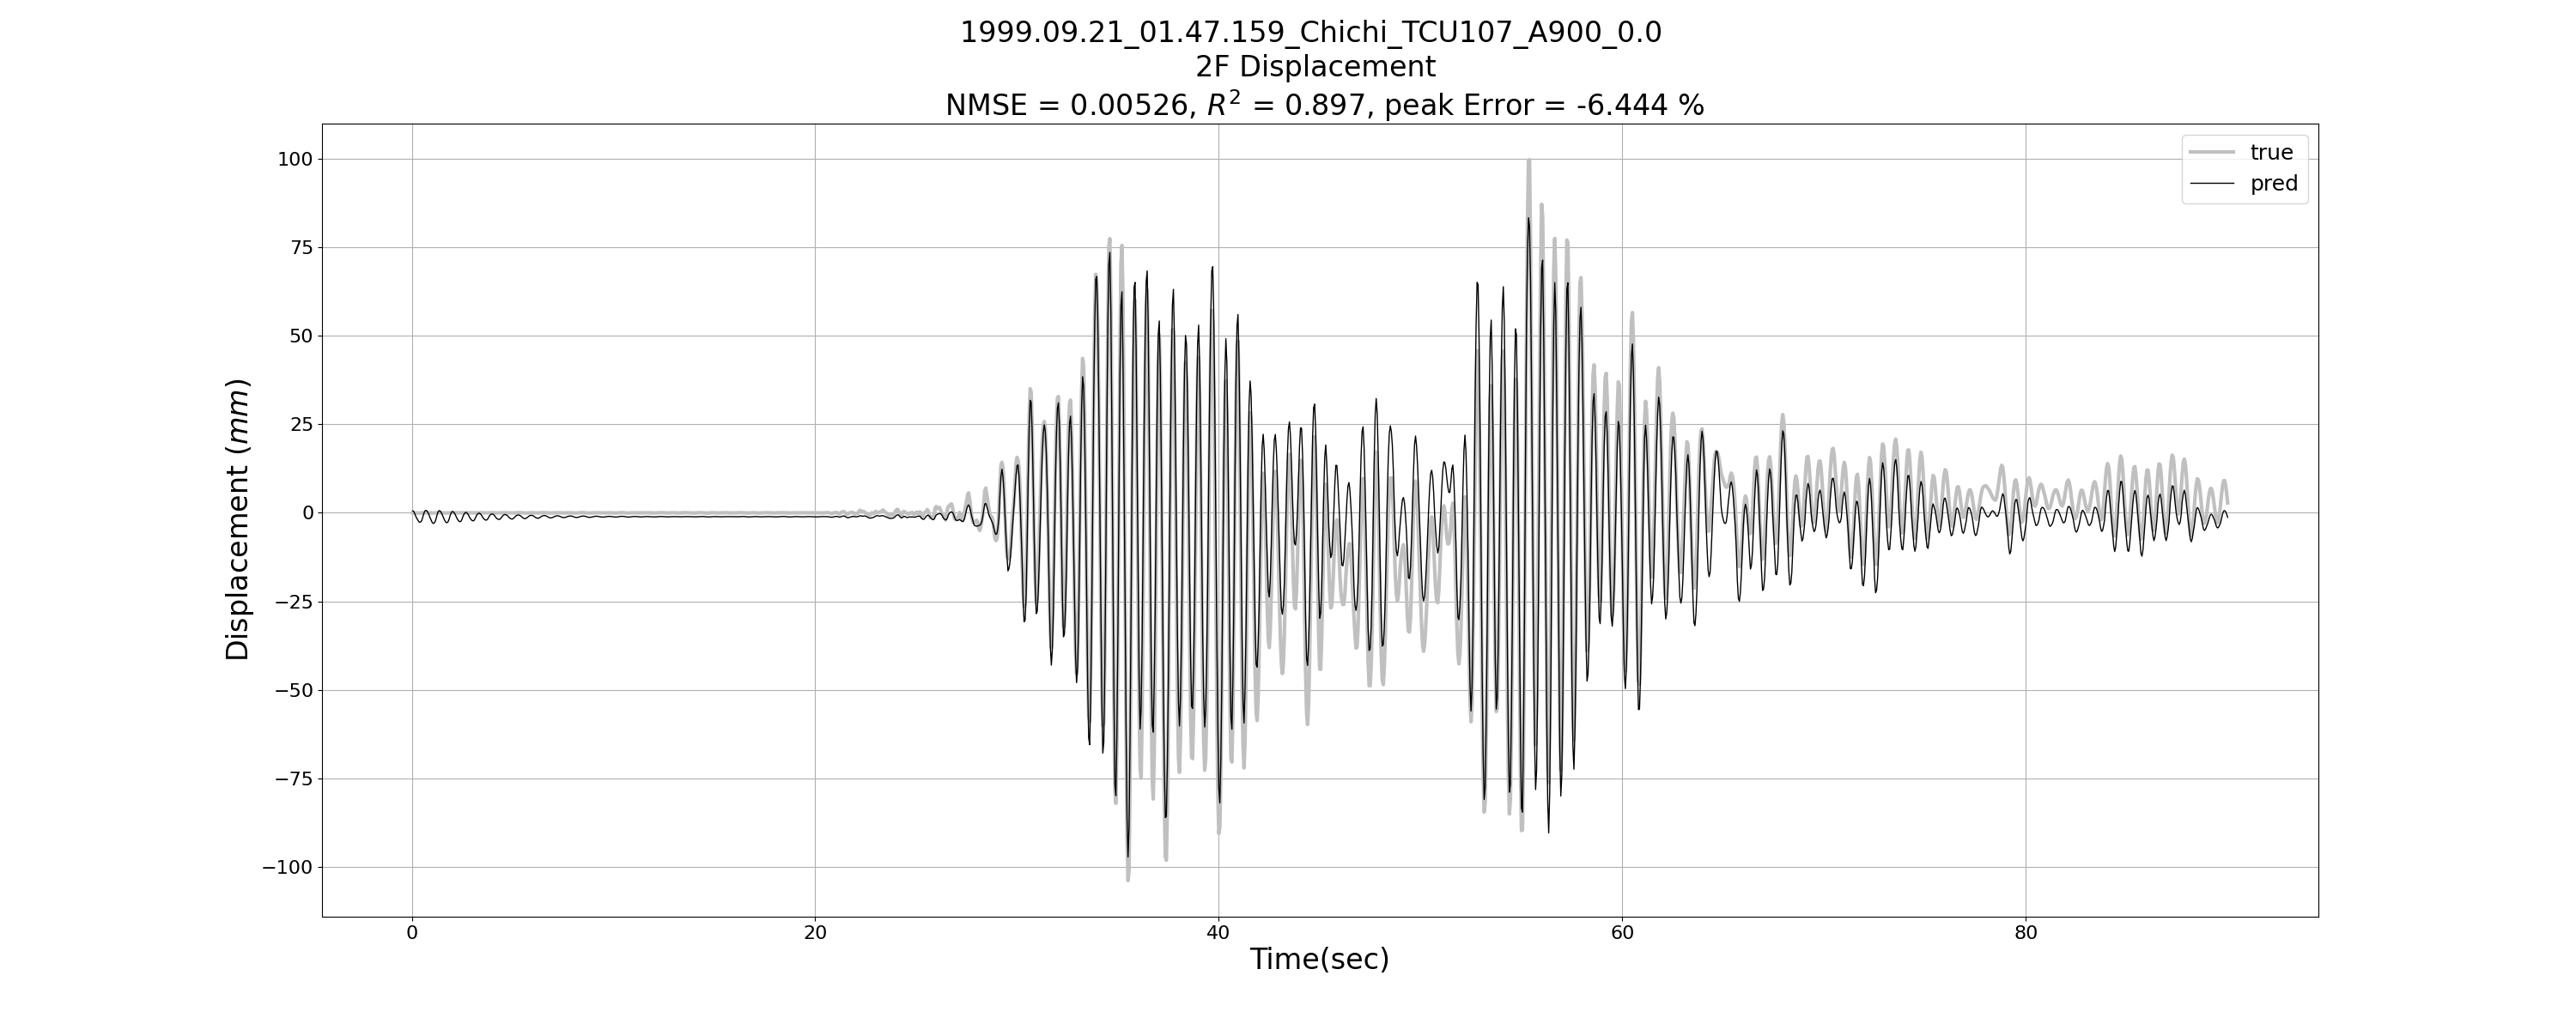 1999.09.21_01.47.159_Chichi_TCU107_A900_0.0
2F Displacement
NMSE = 0.00526, R² = 0.897, peak Error = -6.444 %
true
pred
Displacement (mm)
100
75
50
25
0
−25
−50
−75
−100
0 20 40 60 80
Time(sec)